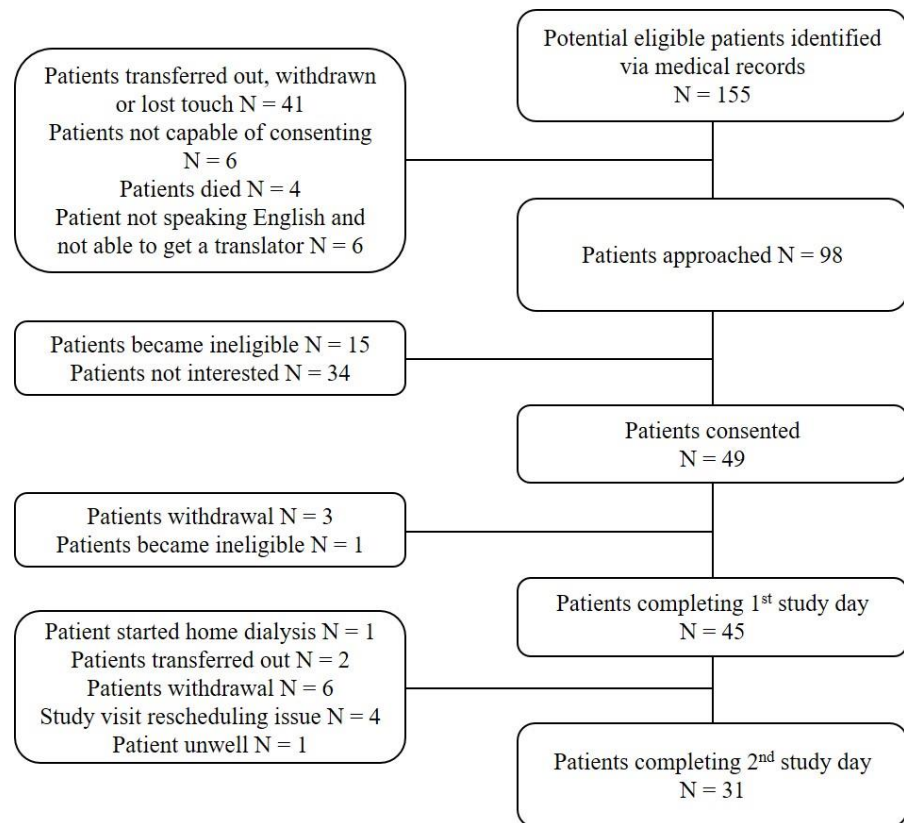 Potential eligible patients identified
via medical records
N = 155
Patients transferred out, withdrawn
or lost touch N = 41
Patients not capable of consenting
N = 6
Patients died N = 4
Patient not speaking English and
not able to get a translator N = 6
Patients approached N = 98
Patients became ineligible N = 15
Patients not interested N = 34
Patients consented
N = 49
Patients withdrawal N = 3
Patients became ineligible N = 1
Patients completing 1st study day
N = 45
Patient started home dialysis N = 1
Patients transferred out N = 2
Patients withdrawal N = 6
Study visit rescheduling issue N = 4
Patient unwell N = 1
Patients completing 2nd study day
N = 31